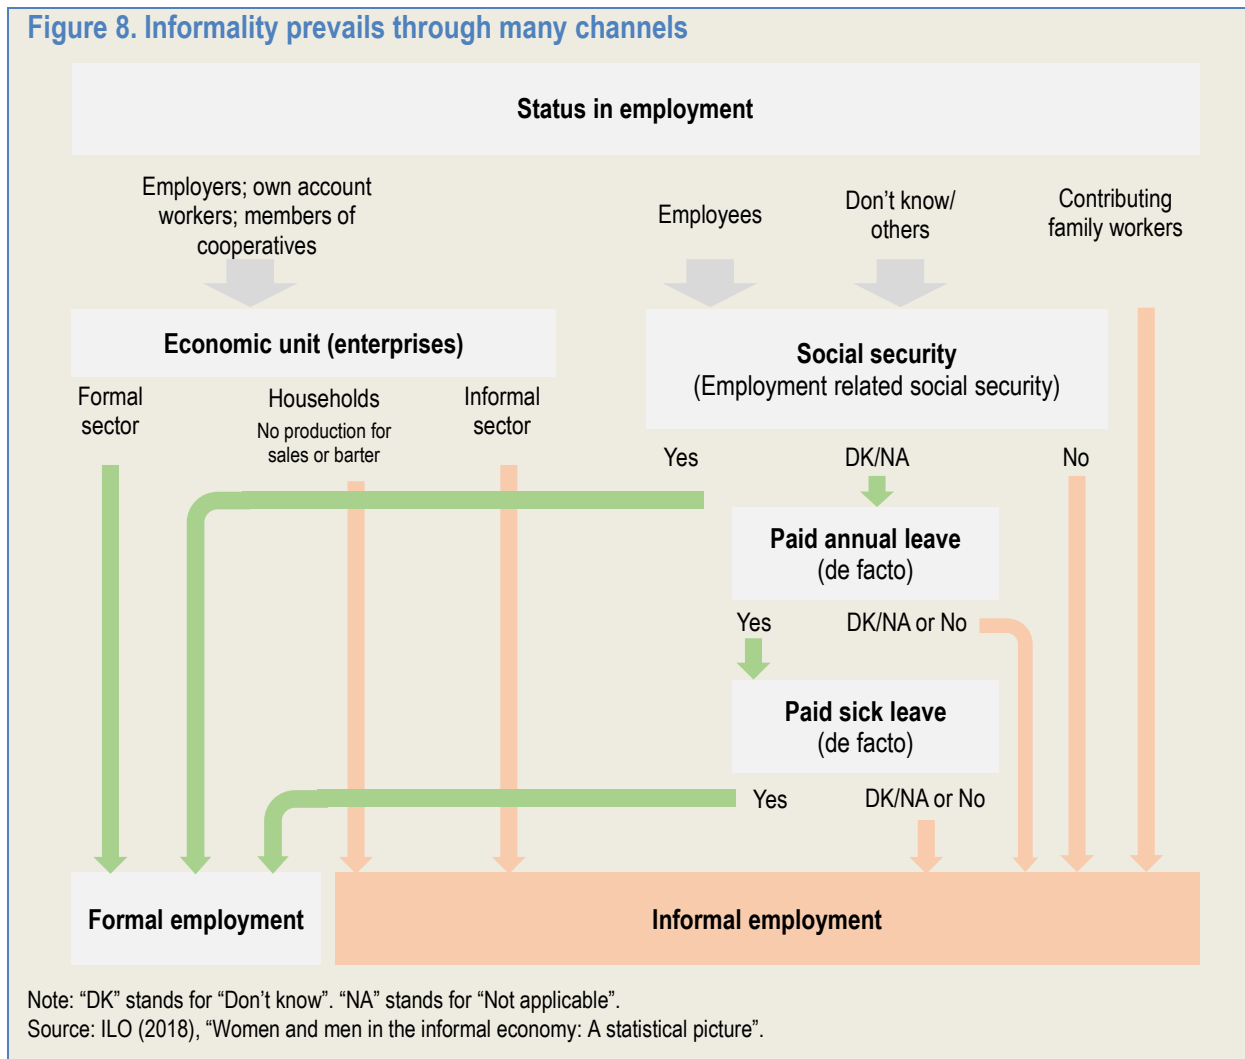 Figure 8. Informality prevails through many channels
Status in employment
Employers; own account
workers; members of
cooperatives
Employees
Don’t know/
others
Contributing
family workers
Economic unit (enterprises)
Social security
(Employment related social security)
Formal
sector
Households
No production for
sales or barter
Informal
sector
Yes
DK/NA
No
Paid annual leave
(de facto)
Yes
DK/NA or No
Paid sick leave
(de facto)
Yes
DK/NA or No
Formal employment
Informal employment
Note: “DK” stands for “Don’t know”. “NA” stands for “Not applicable”.
Source: ILO (2018), “Women and men in the informal economy: A statistical picture”.